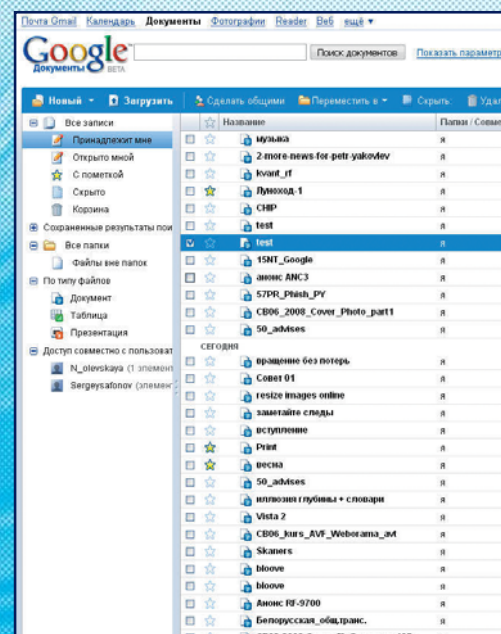 Почта Gmail Календарь Документы Фотографии Reader Веб ещё ▼
Google
Документы BETA
Поиск документов
Показать параметр
Новый
Загрузить
Сделать общими
Переместить в
Скрыть
Удал
Все записи
Принадлежит мне
Открыто мной
С пометкой
Скрыто
Корзина
Сохраненные результаты пои
Все папки
Файлы вне папок
По типу файлов
Документ
Таблица
Презентация
Доступ совместно с пользоват
N_olevskaya (1 элемент
Sergeysafonov (элемен
Название
Папки / Совме
музыка я
2-more-news-for-petr-yakovlev я
kvant_rf я
Луноход-1 я
CHIP я
test я
test я
15NT_Google я
анонс ANC3 я
57PR_Phish_PY я
CB06_2008_Cover_Photo_part1 я
50_advises я
СЕГОДНЯ
вращение без потерь я
Совет 01 я
resize images online я
заметайте следы я
вступление я
Print я
весна я
50_advises я
иллюзия глубины + словари я
Vista 2 я
CB06_kurs_AVF_Weborama_avt я
Skaners я
bloove я
bloove я
Анонс RF-9700 я
Белорусская_общ.транс. я